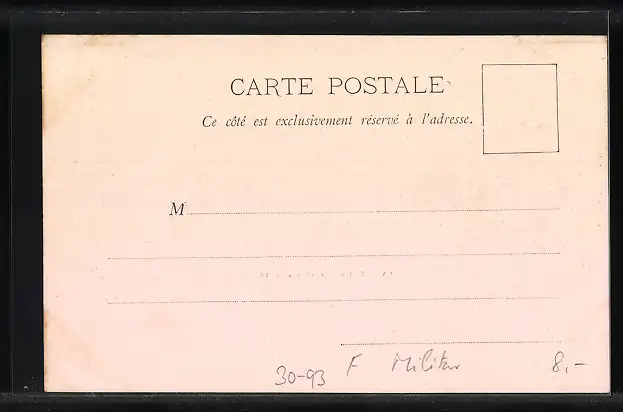 CARTE POSTALE
Ce côté est exclusivement réservé à l'adresse.
M
30-93 F Militär 8,-